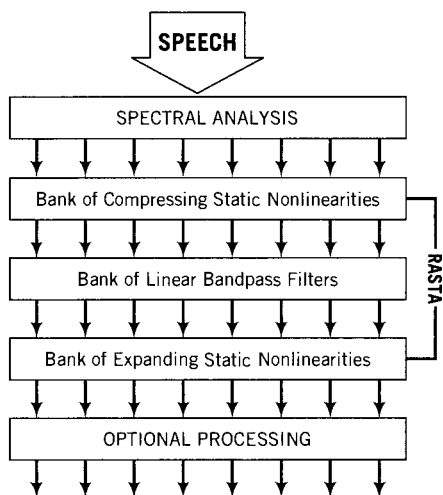 SPEECH
SPECTRAL ANALYSIS
Bank of Compressing Static Nonlinearities
Bank of Linear Bandpass Filters
RASTA
Bank of Expanding Static Nonlinearities
OPTIONAL PROCESSING